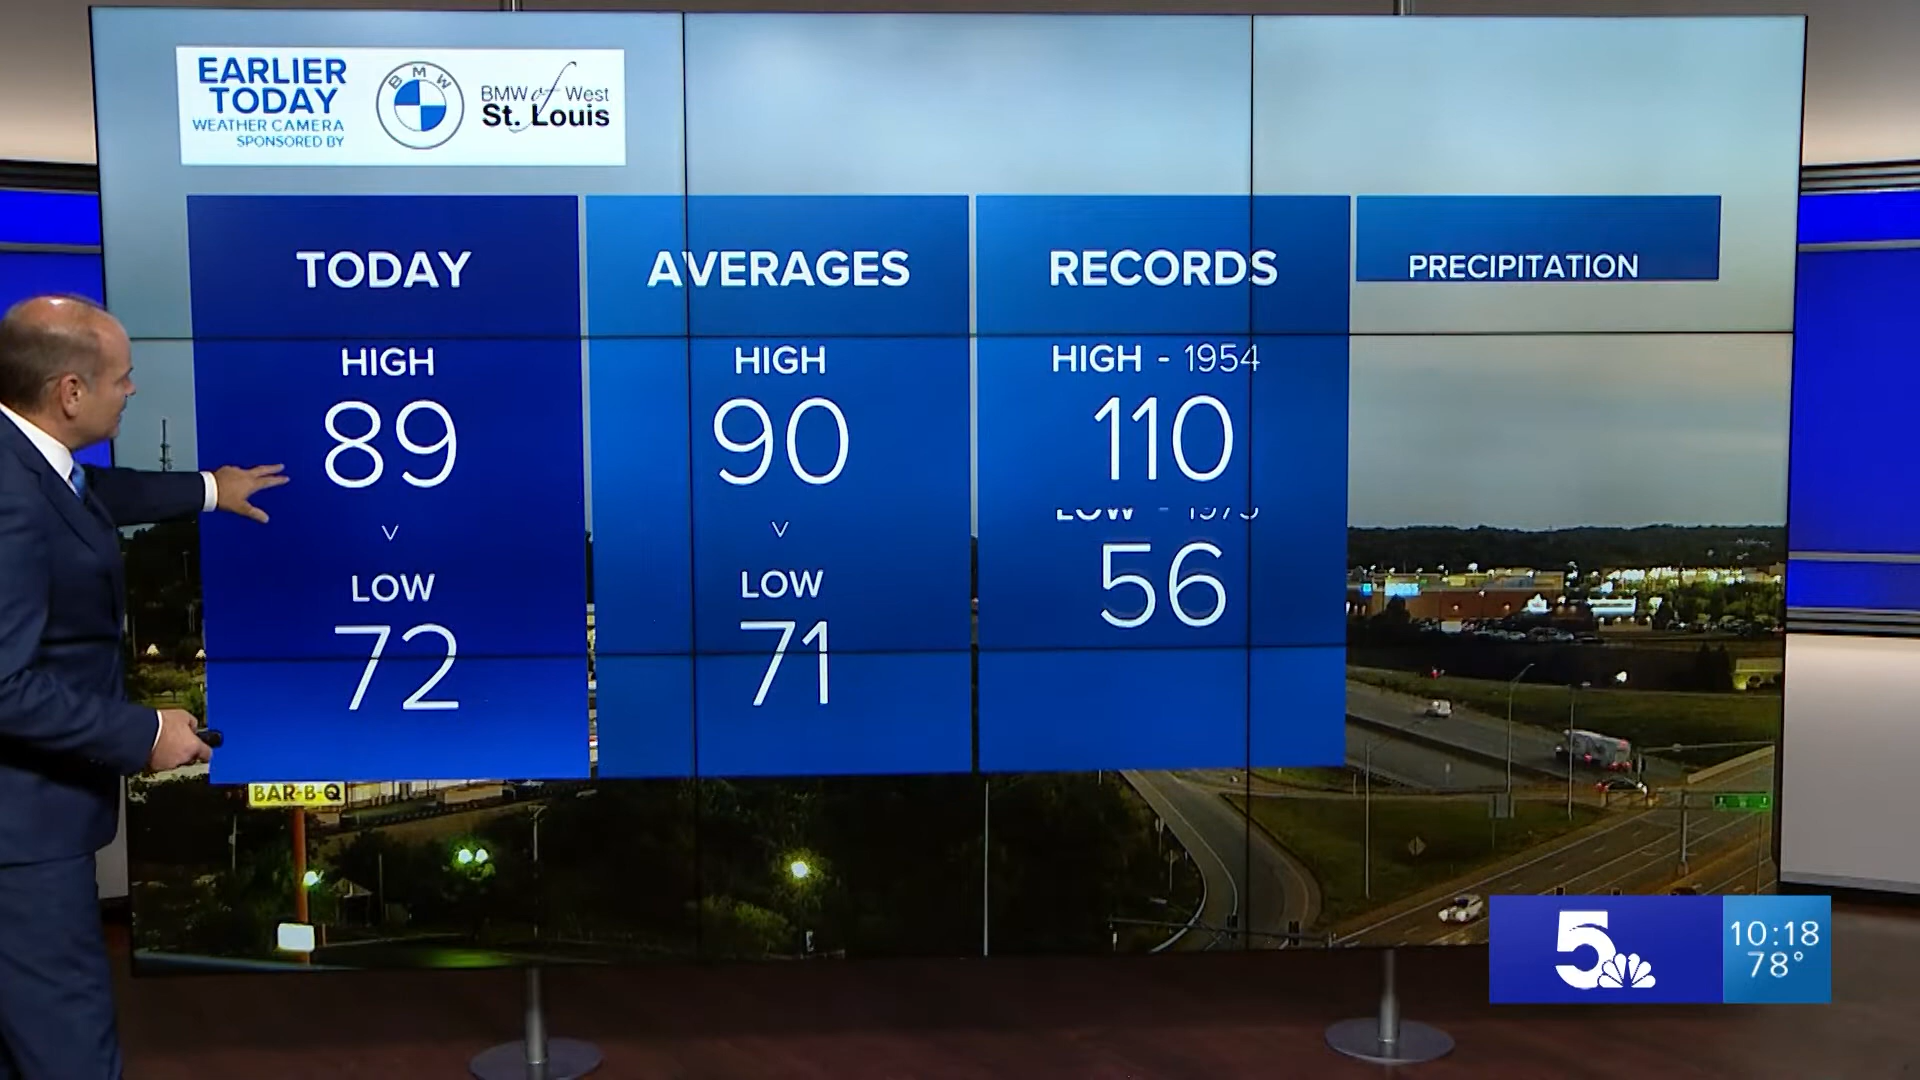 EARLIER
TODAY
WEATHER CAMERA
SPONSORED BY
BMW
BMW of West
St. Louis
TODAY
HIGH
89
LOW
72
AVERAGES
HIGH
90
LOW
71
RECORDS
HIGH - 1954
110
LOW -
56
PRECIPITATION
BAR-B-Q
5
10:18
78°